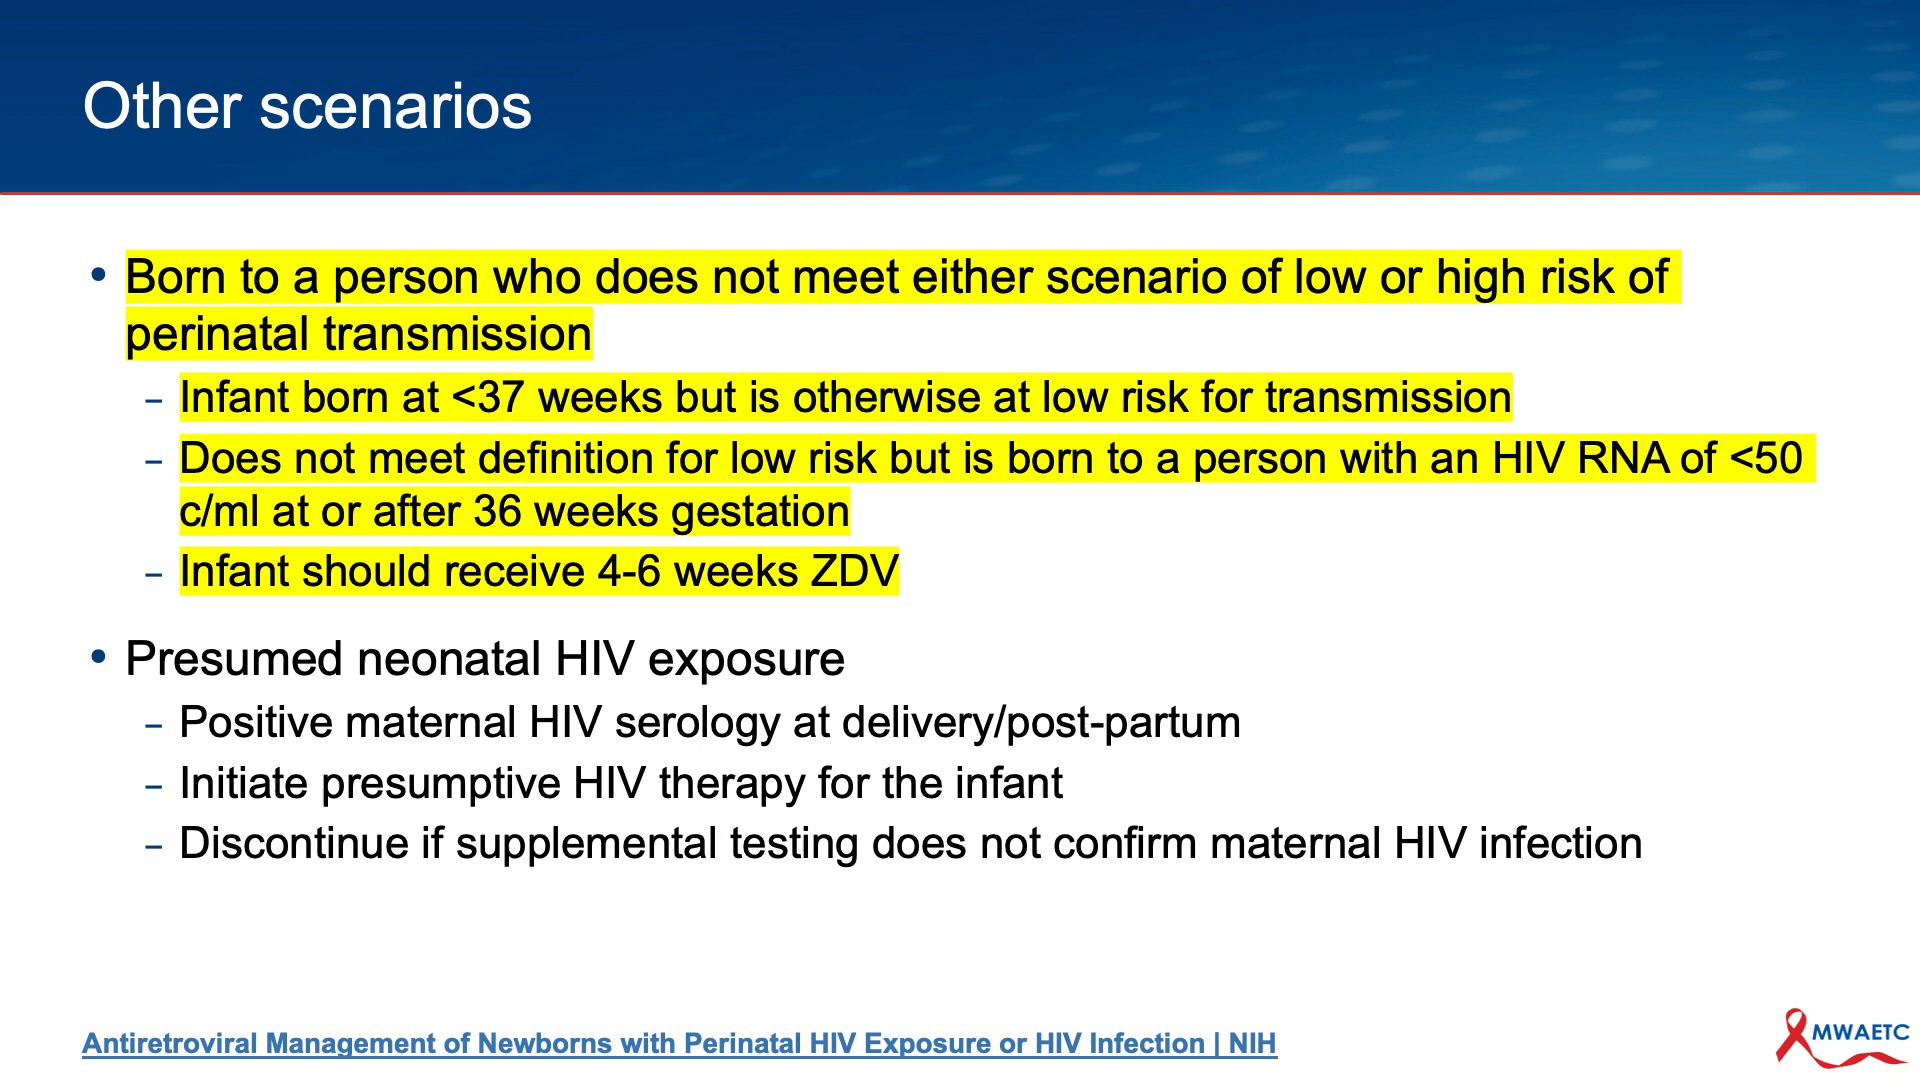 Other scenarios
• Born to a person who does not meet either scenario of low or high risk of
perinatal transmission
– Infant born at <37 weeks but is otherwise at low risk for transmission
– Does not meet definition for low risk but is born to a person with an HIV RNA of <50
c/ml at or after 36 weeks gestation
– Infant should receive 4-6 weeks ZDV
• Presumed neonatal HIV exposure
– Positive maternal HIV serology at delivery/post-partum
– Initiate presumptive HIV therapy for the infant
– Discontinue if supplemental testing does not confirm maternal HIV infection
Antiretroviral Management of Newborns with Perinatal HIV Exposure or HIV Infection | NIH
MWAETC